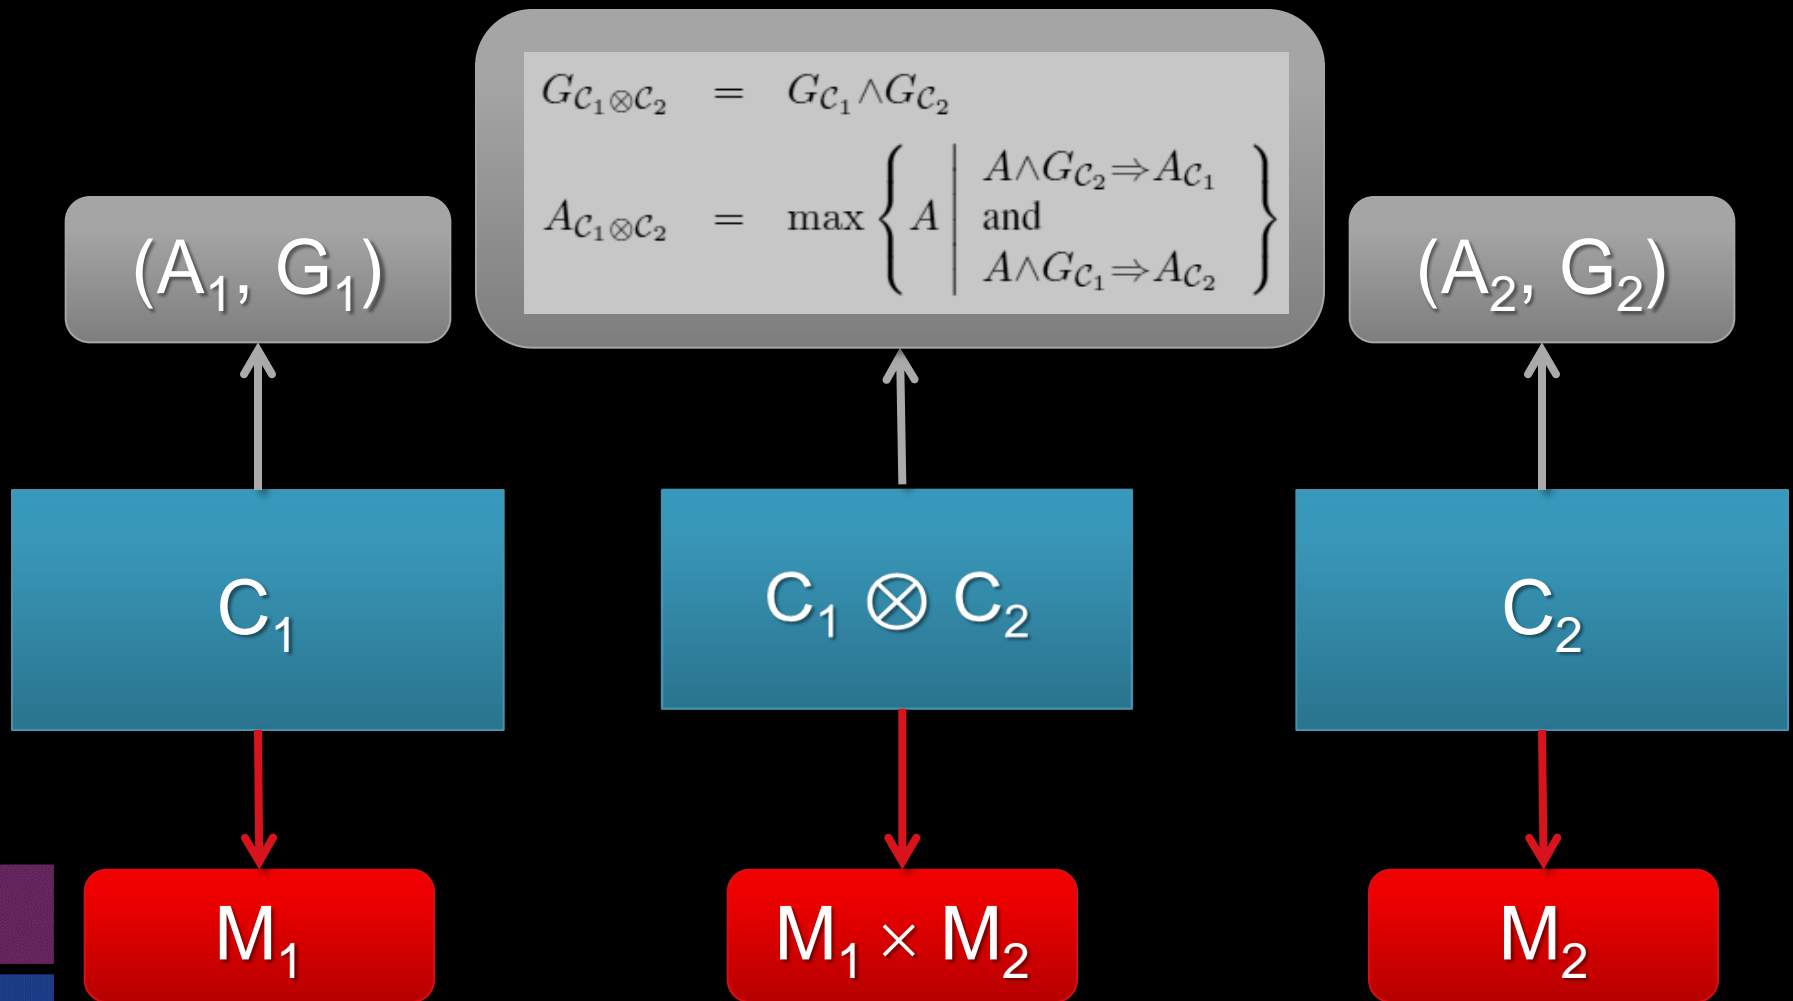 G_{𝒞₁⊗𝒞₂} = G_{𝒞₁}∧G_{𝒞₂}
A_{𝒞₁⊗𝒞₂} = max { A | A∧G_{𝒞₂}⇒A_{𝒞₁}
and
A∧G_{𝒞₁}⇒A_{𝒞₂} }
(A₁, G₁)
(A₂, G₂)
C₁
C₁ ⊗ C₂
C₂
M₁
M₁ × M₂
M₂